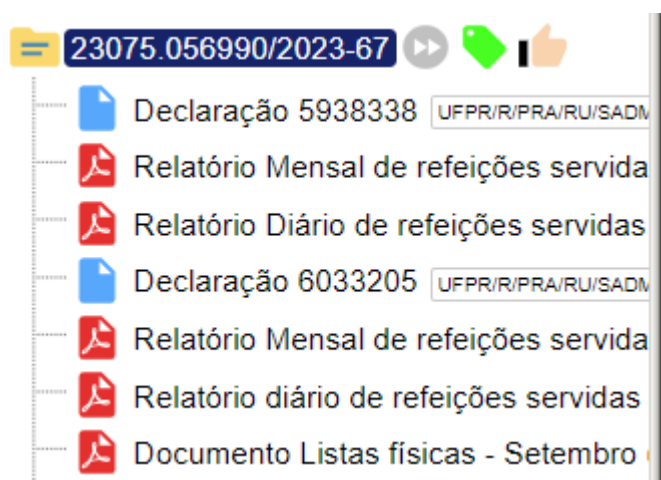 23075.056990/2023-67
Declaração 5938338 UFPR/R/PRA/RU/SADM
Relatório Mensal de refeições servida
Relatório Diário de refeições servidas
Declaração 6033205 UFPR/R/PRA/RU/SADM
Relatório Mensal de refeições servida
Relatório diário de refeições servidas
Documento Listas físicas - Setembro